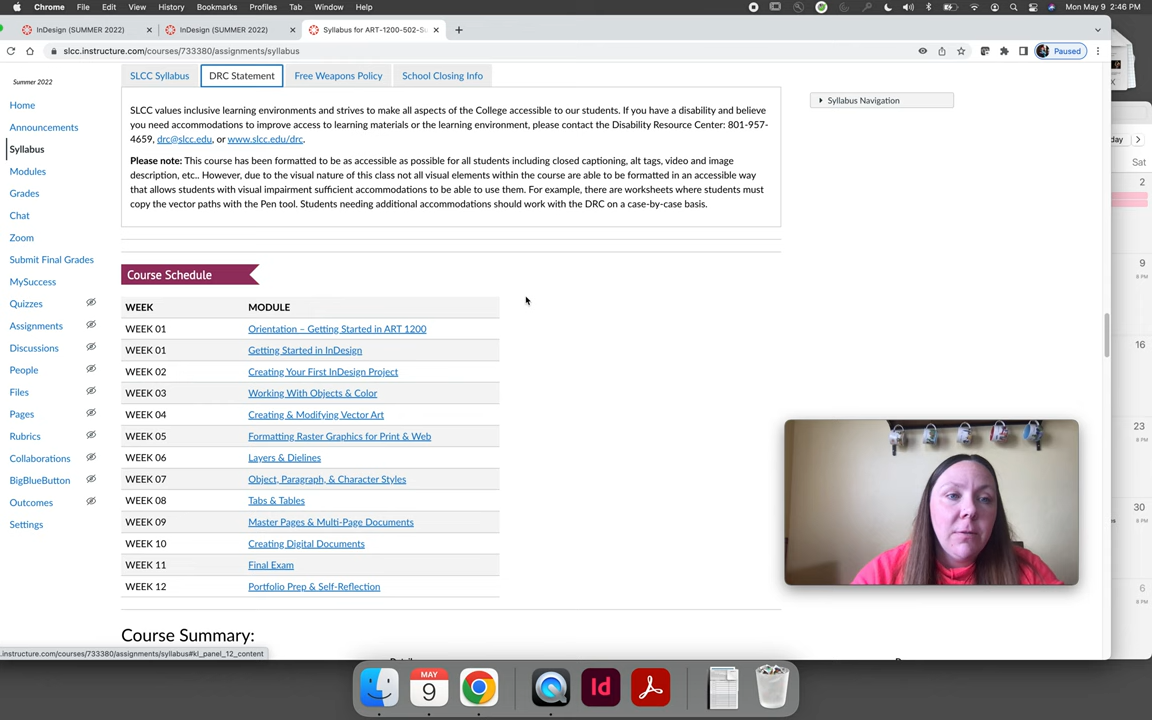 Chrome File Edit View History Bookmarks Profiles Tab Window Help Mon May 9 2:46 PM
InDesign (SUMMER 2022) InDesign (SUMMER 2022) Syllabus for ART-1200-502-Su
slcc.instructure.com/courses/733380/assignments/syllabus Paused
Summer 2022
Home
Announcements
Syllabus
Modules
Grades
Chat
Zoom
Submit Final Grades
MySuccess
Quizzes
Assignments
Discussions
People
Files
Pages
Rubrics
Collaborations
BigBlueButton
Outcomes
Settings
SLCC Syllabus DRC Statement Free Weapons Policy School Closing Info
SLCC values inclusive learning environments and strives to make all aspects of the College accessible to our students. If you have a disability and believe
you need accommodations to improve access to learning materials or the learning environment, please contact the Disability Resource Center: 801-957-
4659, drc@slcc.edu, or www.slcc.edu/drc.
Please note: This course has been formatted to be as accessible as possible for all students including closed captioning, alt tags, video and image
description, etc.. However, due to the visual nature of this class not all visual elements within the course are able to be formatted in an accessible way
that allows students with visual impairment sufficient accommodations to be able to use them. For example, there are worksheets where students must
copy the vector paths with the Pen tool. Students needing additional accommodations should work with the DRC on a case-by-case basis.
Syllabus Navigation
Course Schedule
WEEK MODULE
WEEK 01 Orientation – Getting Started in ART 1200
WEEK 01 Getting Started in InDesign
WEEK 02 Creating Your First InDesign Project
WEEK 03 Working With Objects & Color
WEEK 04 Creating & Modifying Vector Art
WEEK 05 Formatting Raster Graphics for Print & Web
WEEK 06 Layers & Dielines
WEEK 07 Object, Paragraph, & Character Styles
WEEK 08 Tabs & Tables
WEEK 09 Master Pages & Multi-Page Documents
WEEK 10 Creating Digital Documents
WEEK 11 Final Exam
WEEK 12 Portfolio Prep & Self-Reflection
Course Summary:
.instructure.com/courses/733380/assignments/syllabus#kl_panel_12_content
day
Sat
2
9
8 PM
16
23
8 PM
30
8 PM
6
8 PM
MAY
9
Id